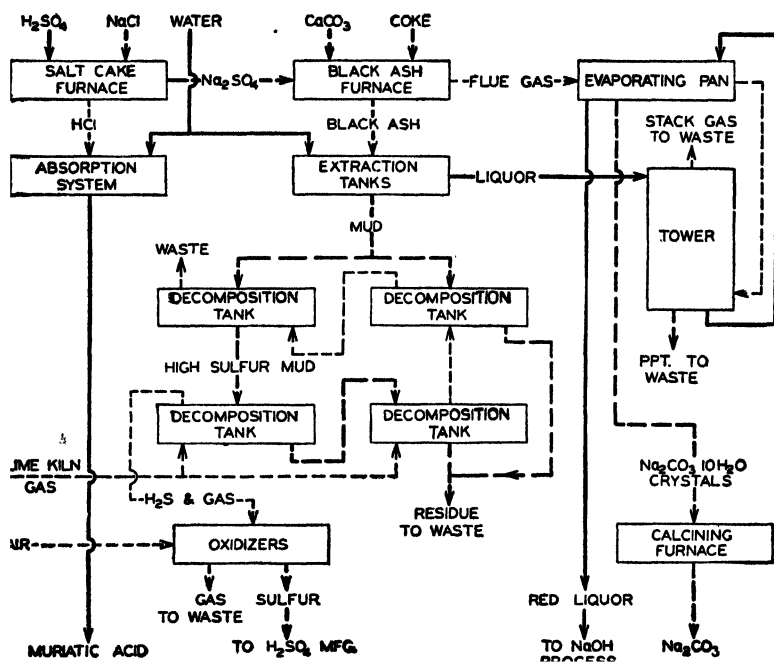 H₂SO₄ NaCl WATER CaCO₃ COKE
SALT CAKE
FURNACE
Na₂SO₄
BLACK ASH
FURNACE
FLUE GAS
EVAPORATING PAN
HCl
BLACK ASH
STACK GAS
TO WASTE
ABSORPTION
SYSTEM
EXTRACTION
TANKS
LIQUOR
TOWER
MUD
WASTE
DECOMPOSITION
TANK
DECOMPOSITION
TANK
HIGH SULFUR MUD
PPT. TO
WASTE
DECOMPOSITION
TANK
DECOMPOSITION
TANK
LIME KILN
GAS
Na₂CO₃ 10H₂O
CRYSTALS
H₂S & GAS
RESIDUE
TO WASTE
AIR
OXIDIZERS
CALCINING
FURNACE
GAS
TO WASTE
SULFUR
RED LIQUOR
MURIATIC ACID
TO H₂SO₄ MFG.
TO NaOH
PROCESS
Na₂CO₃